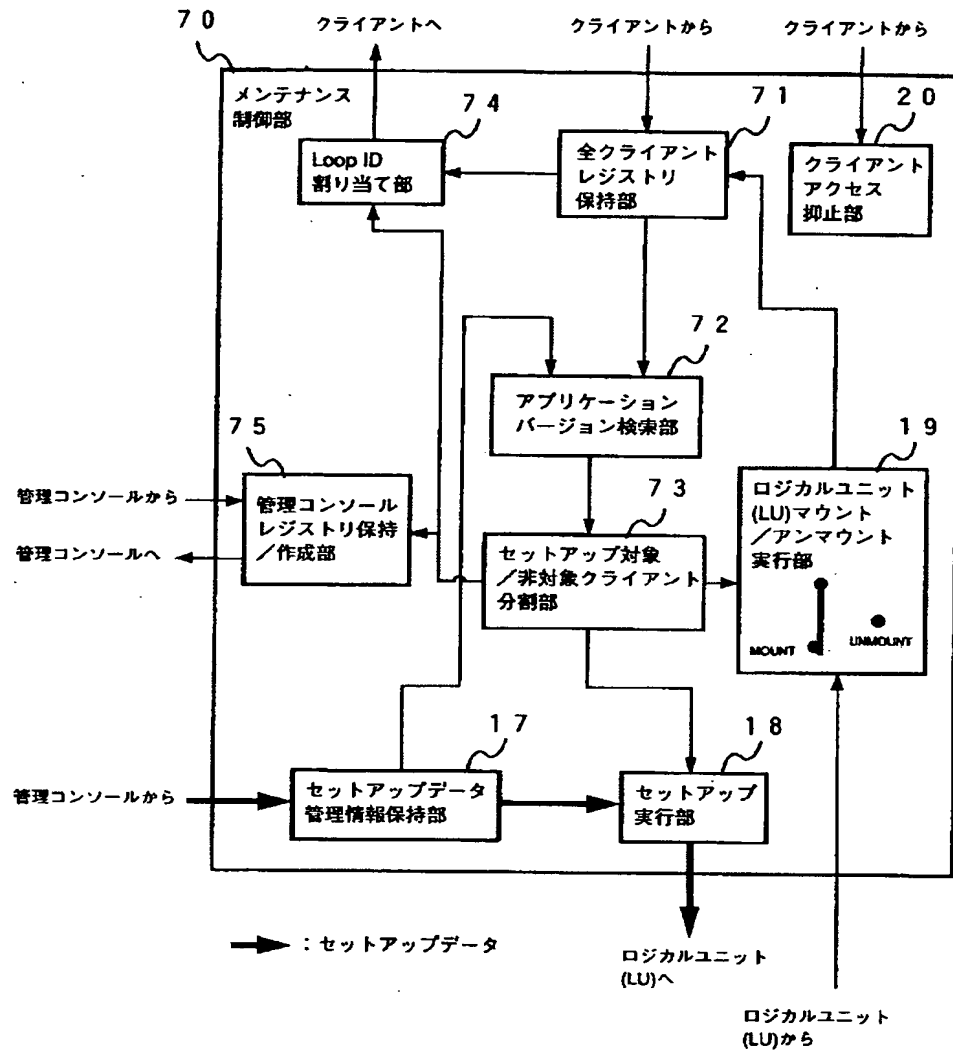 ７０
クライアントへ
クライアントから
クライアントから
メンテナンス
制御部
７４
７１
２０
Loop ID
割り当て部
全クライアント
レジストリ
保持部
クライアント
アクセス
抑止部
７２
アプリケーション
バージョン検索部
７５
１９
管理コンソールから
管理コンソールへ
管理コンソール
レジストリ保持
／作成部
７３
セットアップ対象
／非対象クライアント
分割部
ロジカルユニット
(LU)マウント
／アンマウント
実行部
MOUNT
UNMOUNT
１７
１８
管理コンソールから
セットアップデータ
管理情報保持部
セットアップ
実行部
：セットアップデータ
ロジカルユニット
(LU)へ
ロジカルユニット
(LU)から